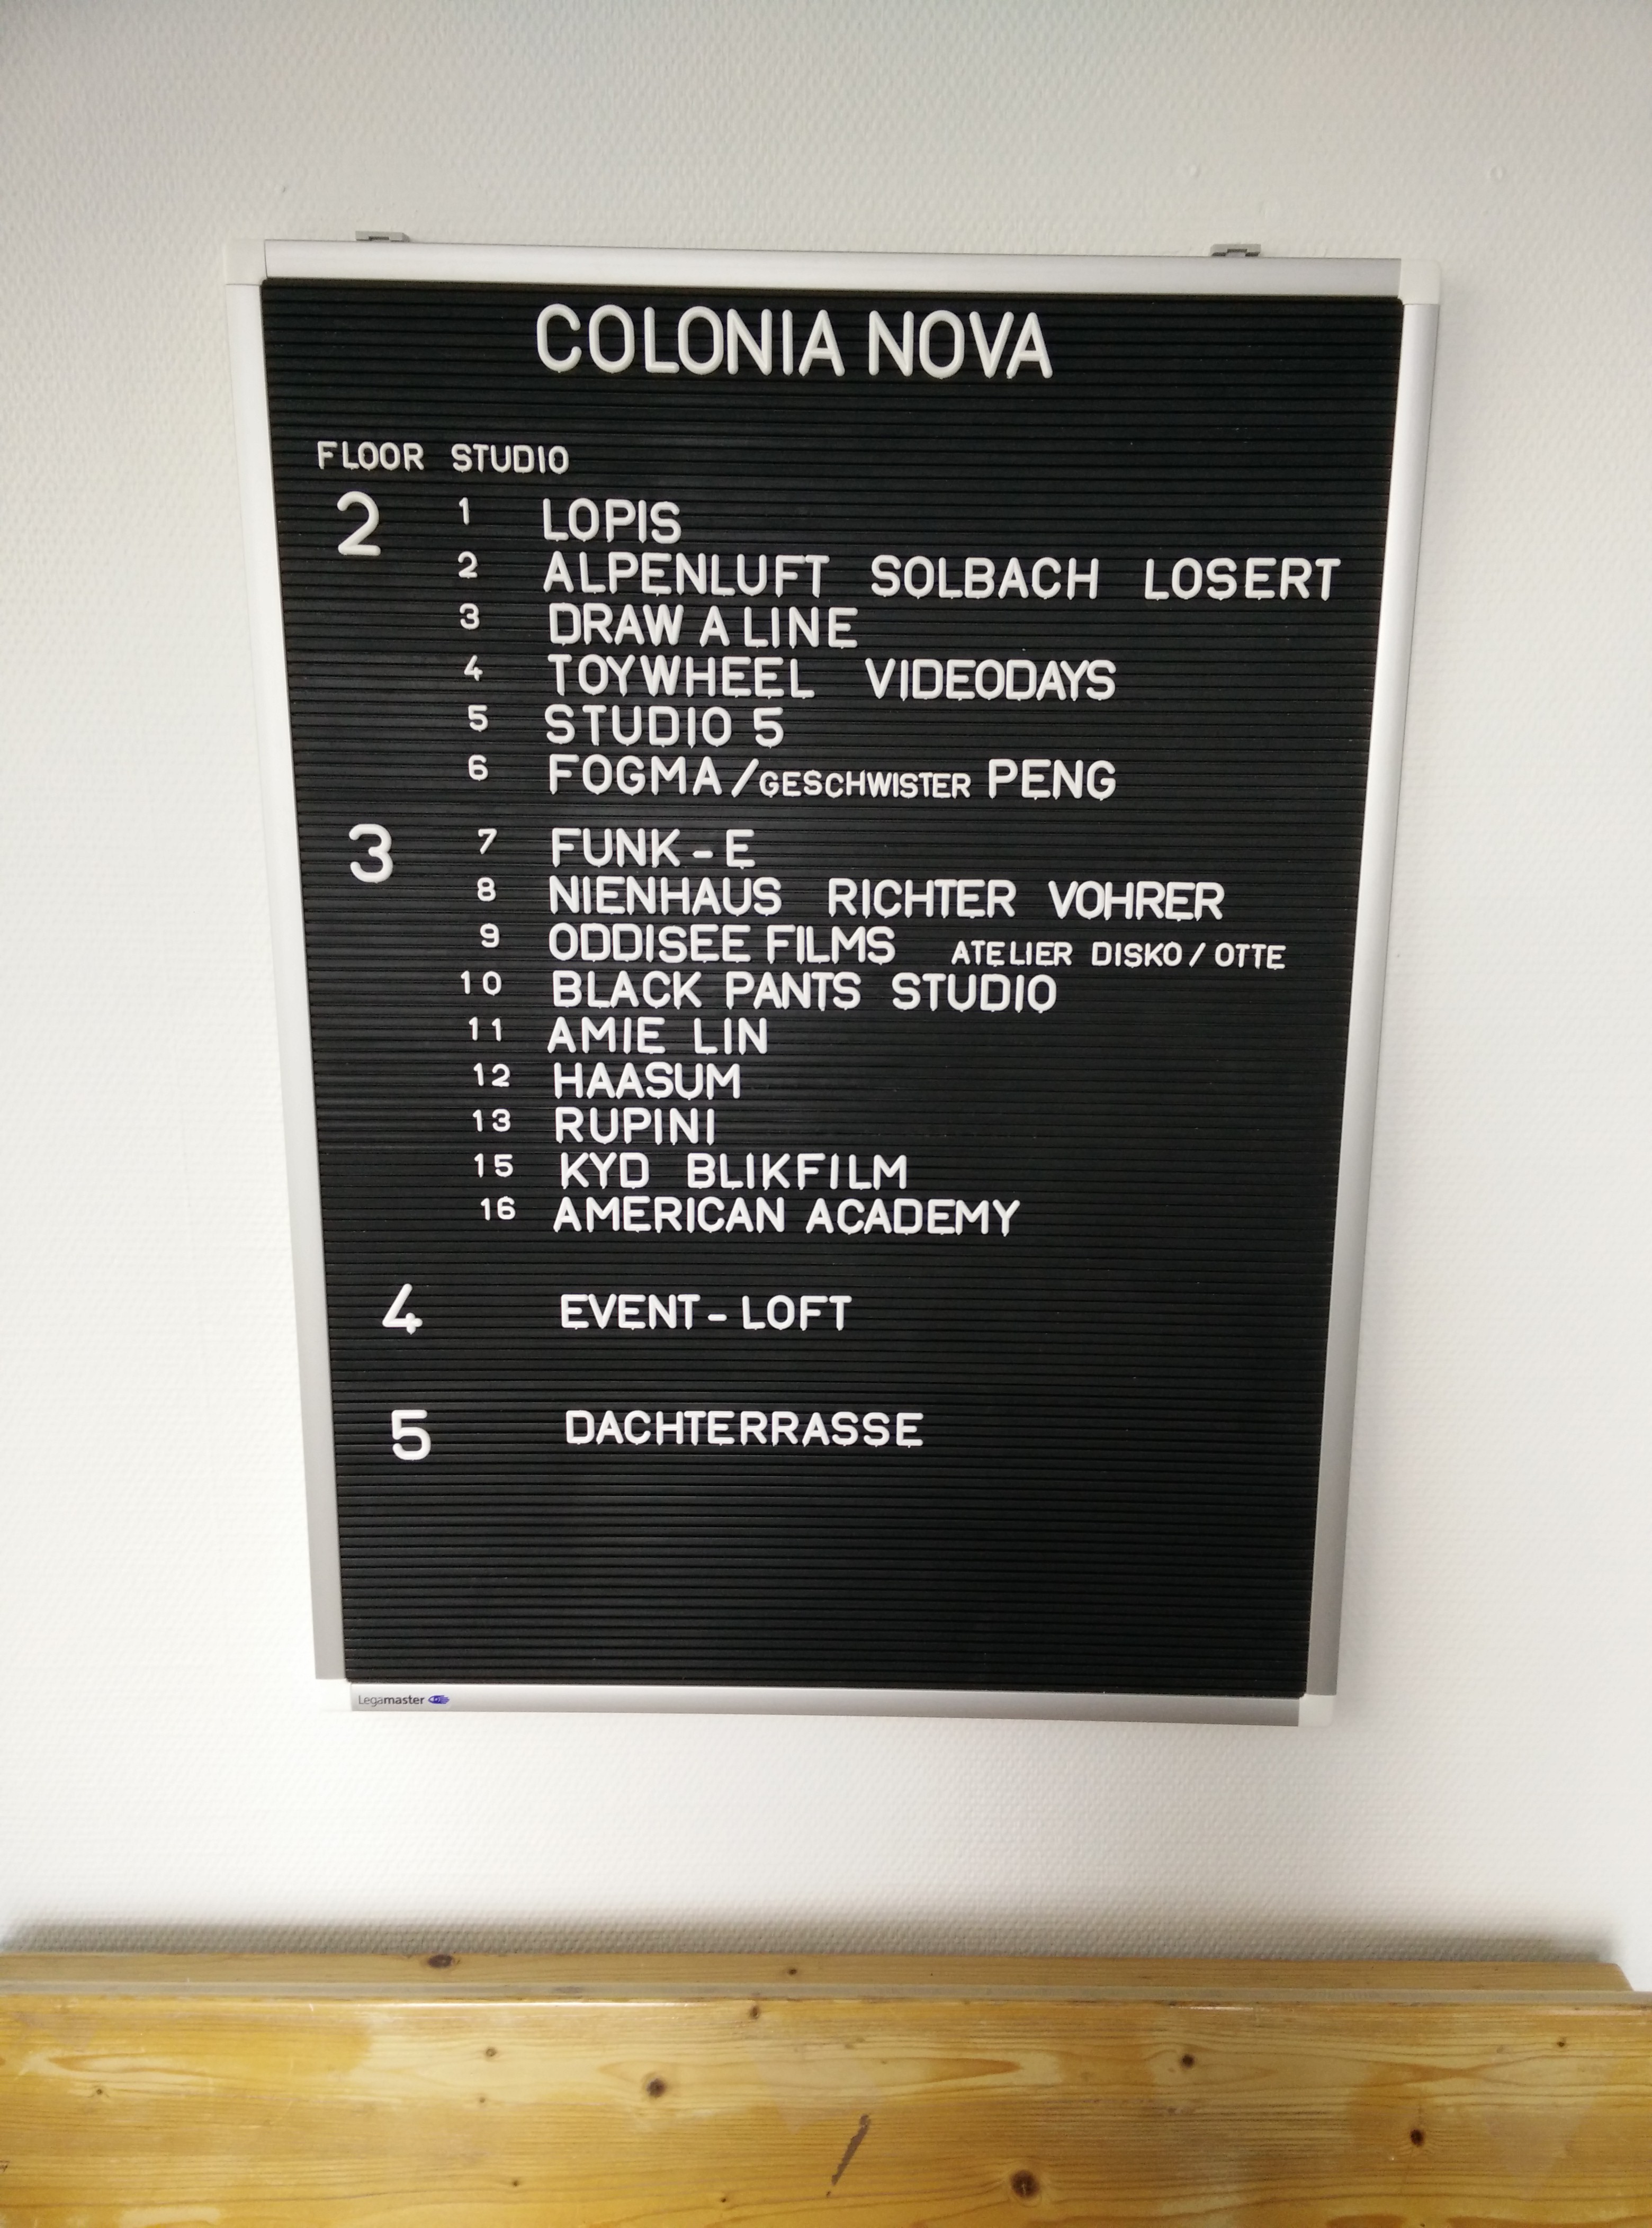 COLONIA NOVA
FLOOR STUDIO
2 1 LOPIS
2 ALPENLUFT SOLBACH LOSERT
3 DRAW A LINE
4 TOYWHEEL VIDEODAYS
5 STUDIO 5
6 FOGMA/GESCHWISTER PENG
3 7 FUNK-E
8 NIENHAUS RICHTER VOHRER
9 ODDISEE FILMS ATELIER DISKO/OTTE
10 BLACK PANTS STUDIO
11 AMIE LIN
12 HAASUM
13 RUPINI
15 KYD BLIKFILM
16 AMERICAN ACADEMY
4 EVENT-LOFT
5 DACHTERRASSE
Legamaster